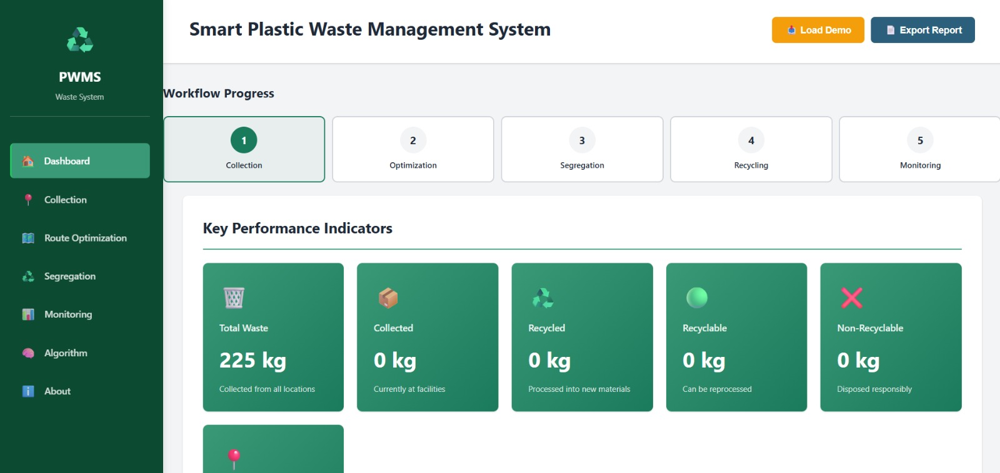 PWMS
Waste System
Dashboard
Collection
Route Optimization
Segregation
Monitoring
Algorithm
About
Smart Plastic Waste Management System
Load Demo
Export Report
Workflow Progress
1
Collection
2
Optimization
3
Segregation
4
Recycling
5
Monitoring
Key Performance Indicators
Total Waste
225 kg
Collected from all locations
Collected
0 kg
Currently at facilities
Recycled
0 kg
Processed into new materials
Recyclable
0 kg
Can be reprocessed
Non-Recyclable
0 kg
Disposed responsibly